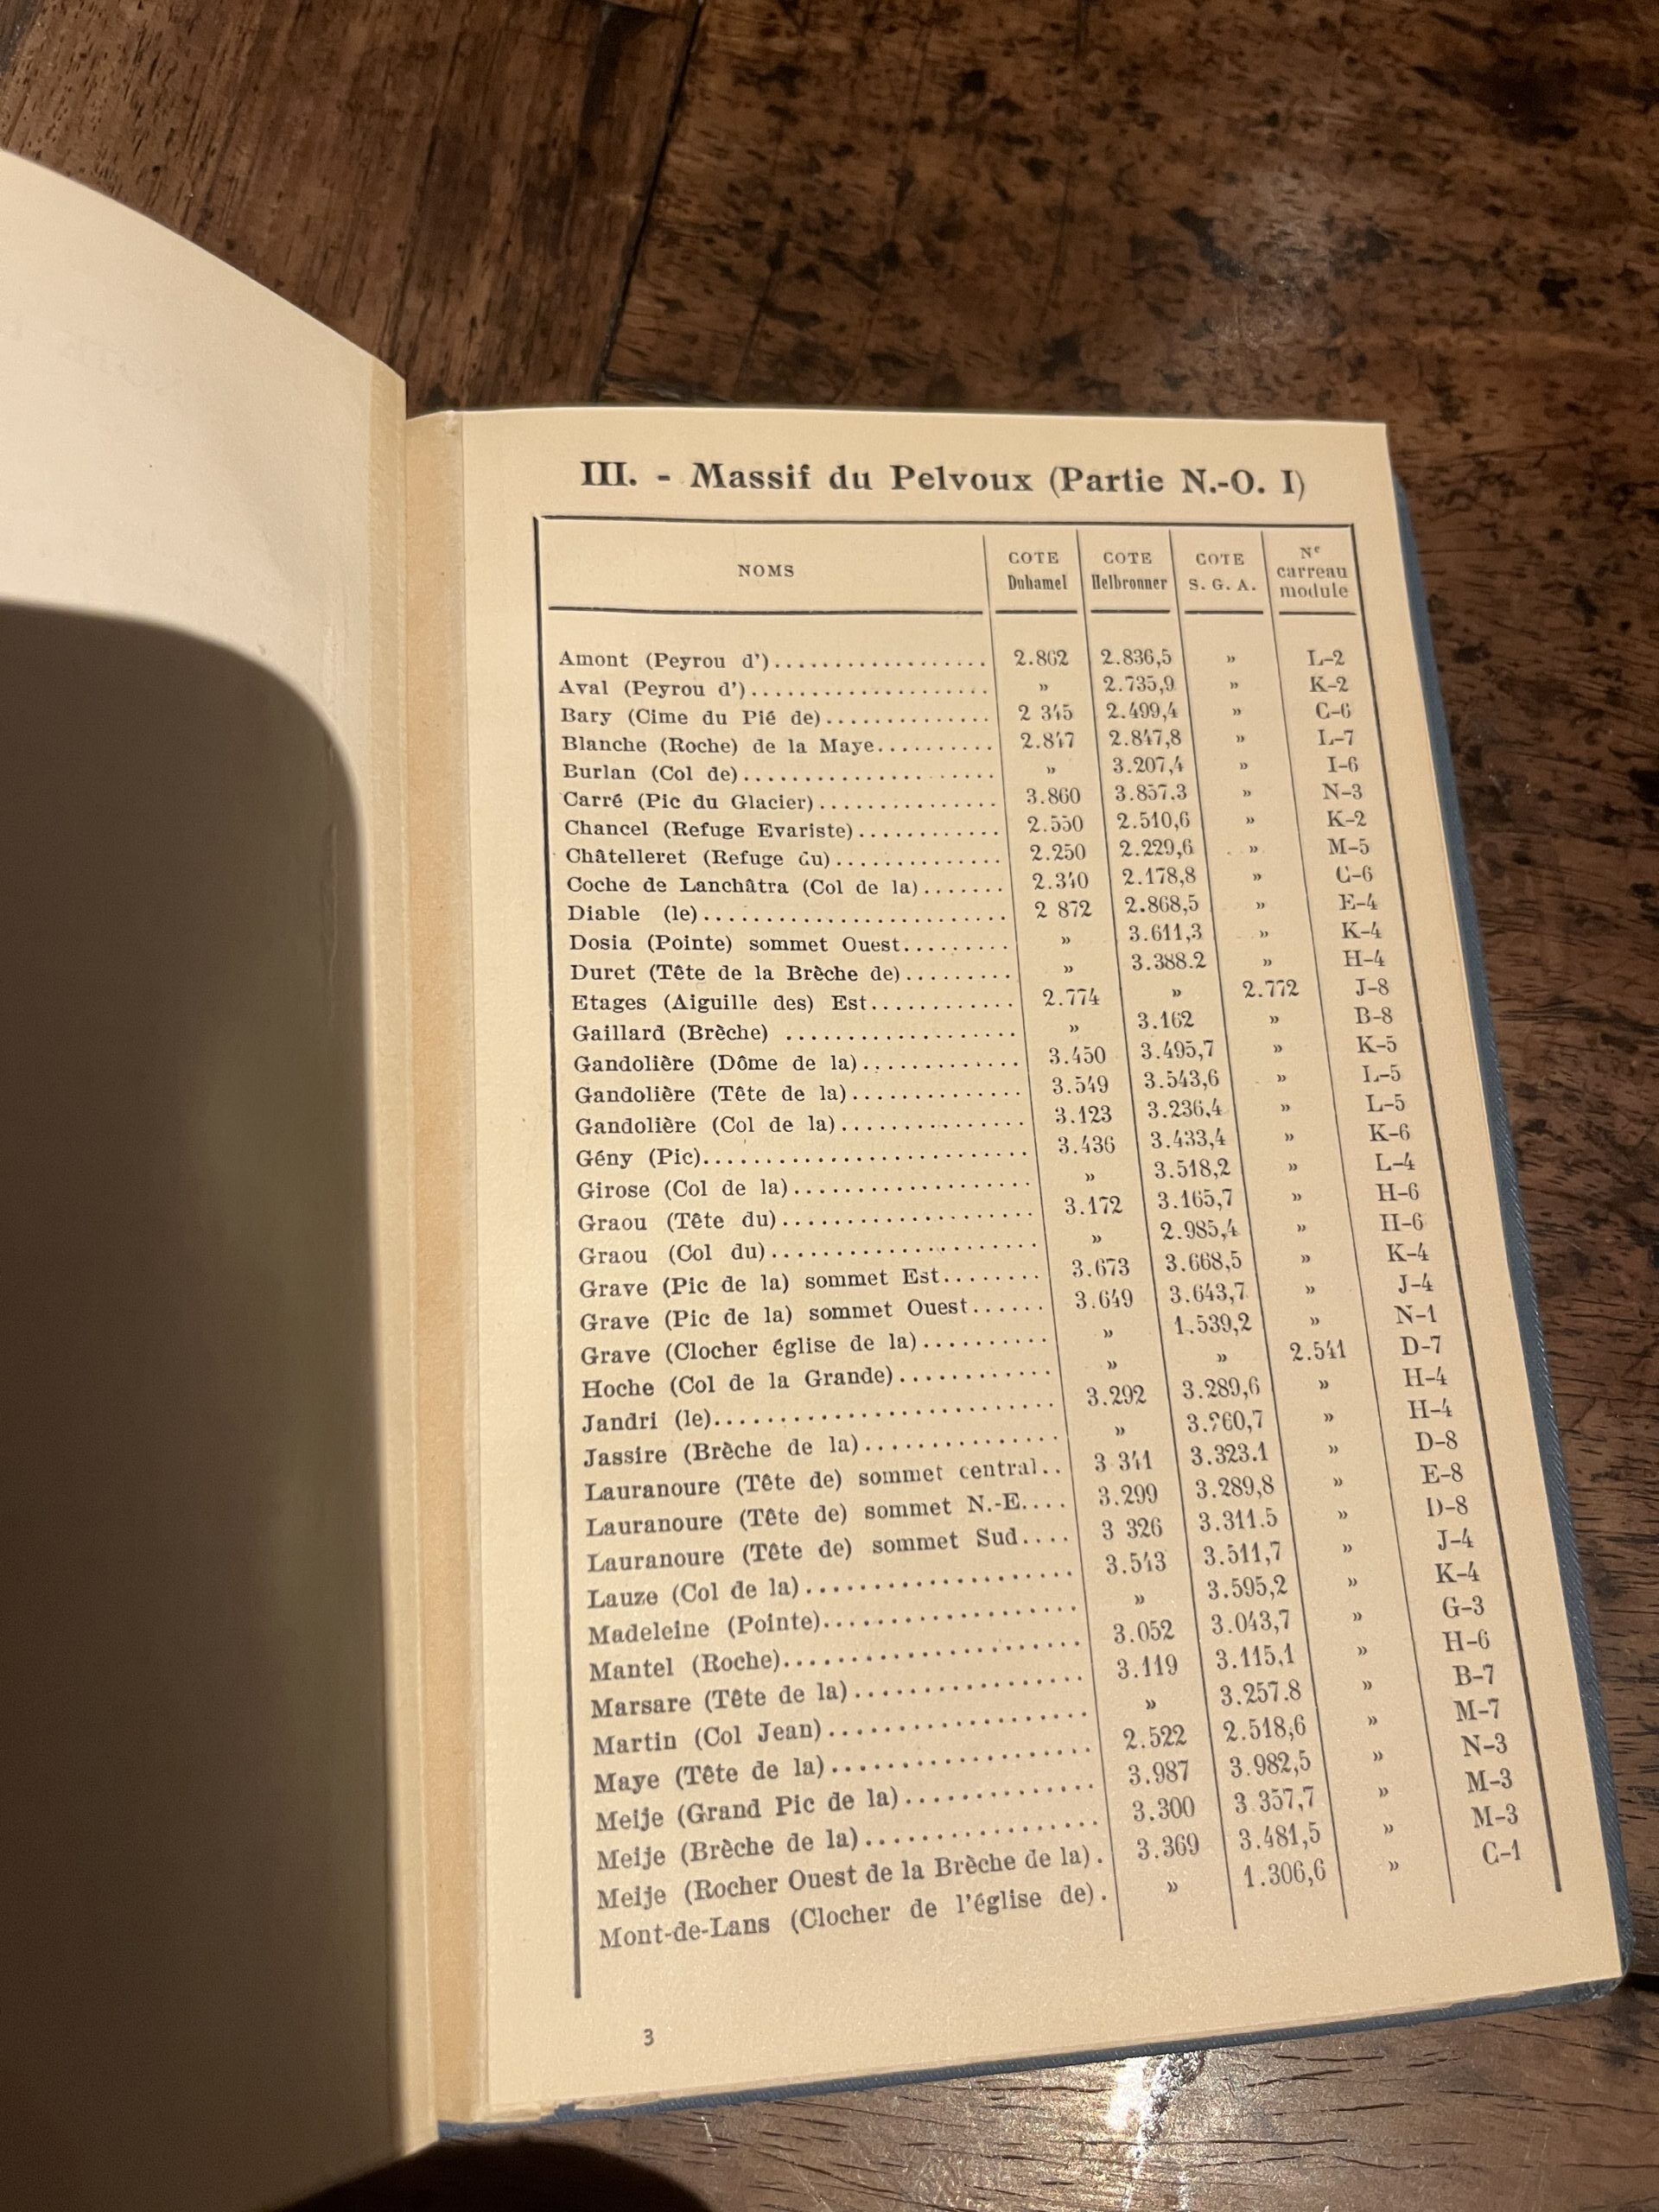 III. - Massif du Pelvoux (Partie N.-O. I)
NOMS COTE Duhamel COTE Helbronner COTE S. G. A. Ne carreau module
Amont (Peyrou d').................. 2.862 2.836,5 » L-2
Aval (Peyrou d').................... » 2.735,9 » K-2
Bary (Cime du Pié de).............. 2 345 2.499,4 » C-6
Blanche (Roche) de la Maye.......... 2.847 2.847,8 » L-7
Burlan (Col de)..................... » 3.207,4 » I-6
Carré (Pic du Glacier).............. 3.860 3.857.3 » N-3
Chancel (Refuge Evariste)........... 2.550 2.510,6 » K-2
Châtelleret (Refuge du)............. 2.250 2.229,6 » M-5
Coche de Lanchâtra (Col de la)....... 2.340 2.178,8 » C-6
Diable (le)......................... 2 872 2.868,5 » E-4
Dosia (Pointe) sommet Ouest......... » 3.611,3 » K-4
Duret (Tête de la Brèche de)......... » 3.388.2 » H-4
Etages (Aiguille des) Est............ 2.774 » 2.772 J-8
Gaillard (Brèche) .................. » 3.162 » B-8
Gandolière (Dôme de la)............. 3.450 3.495,7 » K-5
Gandolière (Tête de la).............. 3.549 3.543,6 » L-5
Gandolière (Col de la)............... 3.123 3.236,4 » L-5
Gény (Pic).......................... 3.436 3.433,4 » K-6
Girose (Col de la)................... » 3.518,2 » L-4
Graou (Tête du).................... 3.172 3.165,7 » H-6
Graou (Col du)..................... » 2.985,4 » H-6
Grave (Pic de la) sommet Est........ 3.673 3.668,5 » K-4
Grave (Pic de la) sommet Ouest...... 3.649 3.643,7 » J-4
Grave (Clocher église de la).......... » 1.539,2 » N-1
Hoche (Col de la Grande)............ » » 2.541 D-7
Jandri (le).......................... 3.292 3.289,6 » H-4
Jassire (Brèche de la)............... » 3.260,7 » H-4
Lauranoure (Tête de) sommet central.. 3 341 3.323.1 » D-8
Lauranoure (Tête de) sommet N.-E.... 3.299 3.289,8 » E-8
Lauranoure (Tête de) sommet Sud.... 3 326 3.311.5 » D-8
Lauze (Col de la).................... 3.543 3.511,7 » J-4
Madeleine (Pointe)................... » 3.595,2 » K-4
Mantel (Roche)...................... 3.052 3.043,7 » G-3
Marsare (Tête de la)................. 3.119 3.115,1 » H-6
Martin (Col Jean)................... » 3.257.8 » B-7
Maye (Tête de la)................... 2.522 2.518,6 » M-7
Meije (Grand Pic de la).............. 3.987 3.982,5 » N-3
Meije (Brèche de la)................. 3.300 3 357,7 » M-3
Meije (Rocher Ouest de la Brèche de la). 3.369 3.481,5 » M-3
Mont-de-Lans (Clocher de l'église de). » 1.306,6 » C-1
3